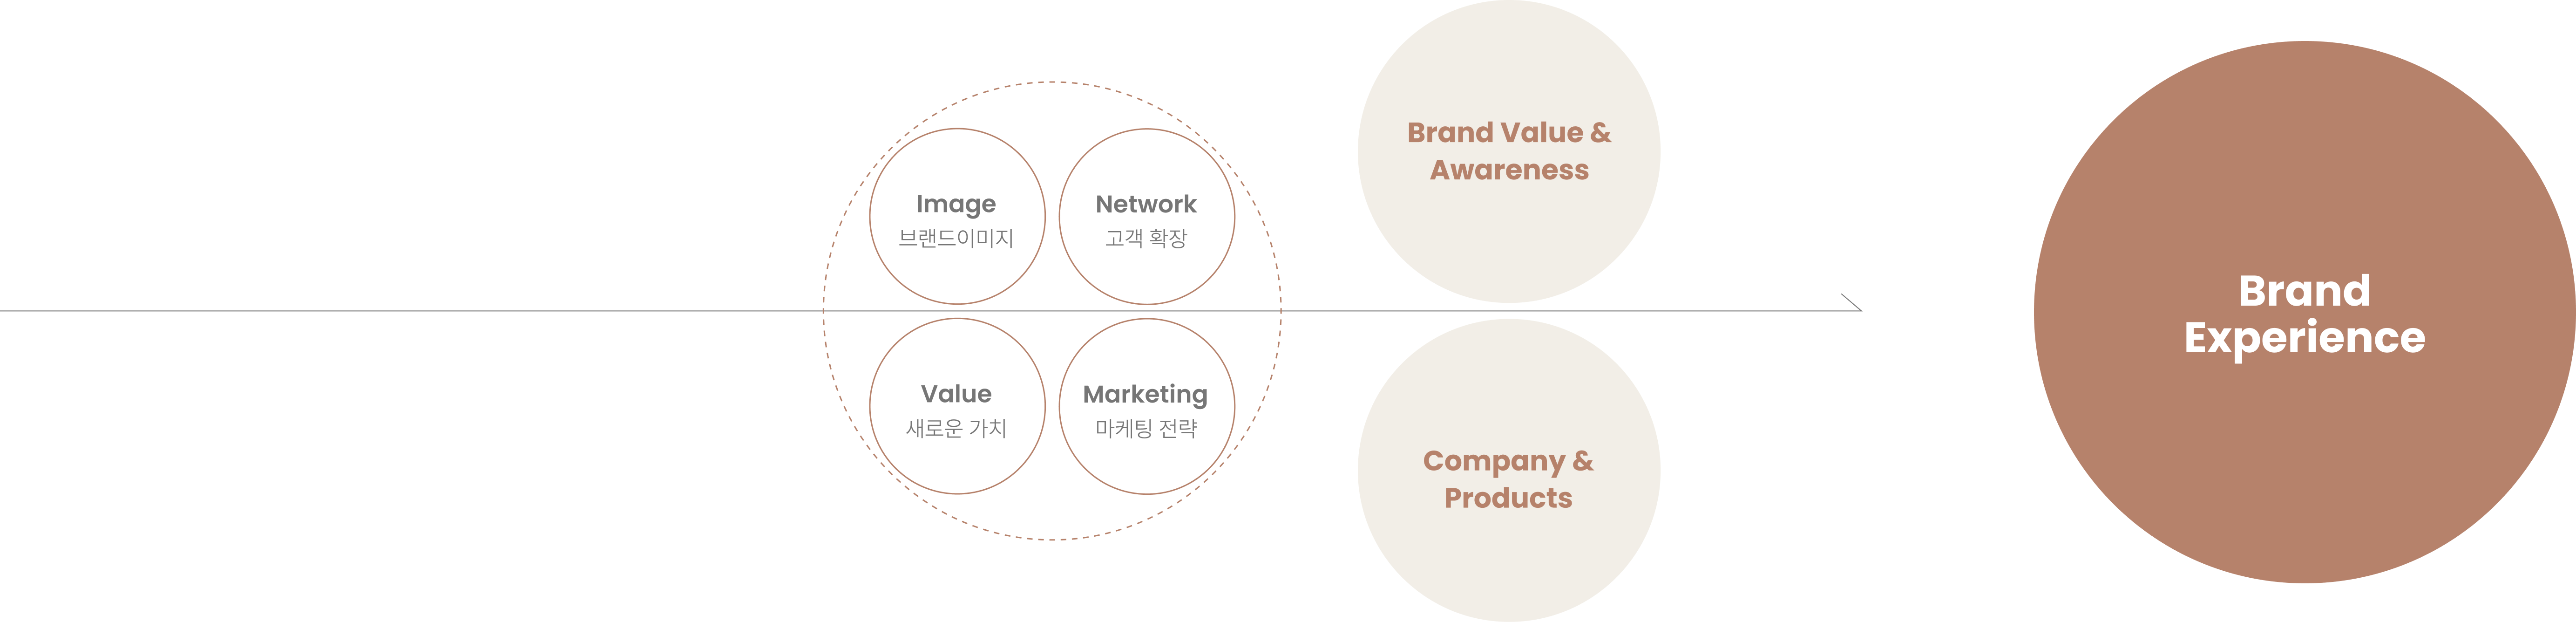 Image
브랜드이미지
Network
고객 확장
Value
새로운 가치
Marketing
마케팅 전략
Brand Value &
Awareness
Company &
Products
Brand
Experience